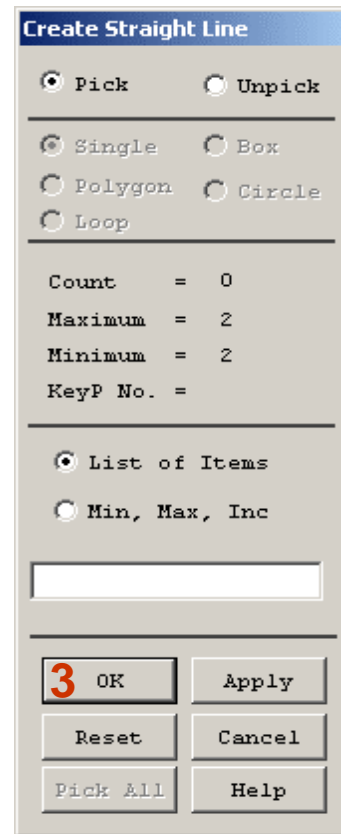 Create Straight Line
Pick Unpick
Single Box
Polygon Circle
Loop
Count = 0
Maximum = 2
Minimum = 2
KeyP No. =
List of Items
Min, Max, Inc
3 OK Apply
Reset Cancel
Pick All Help